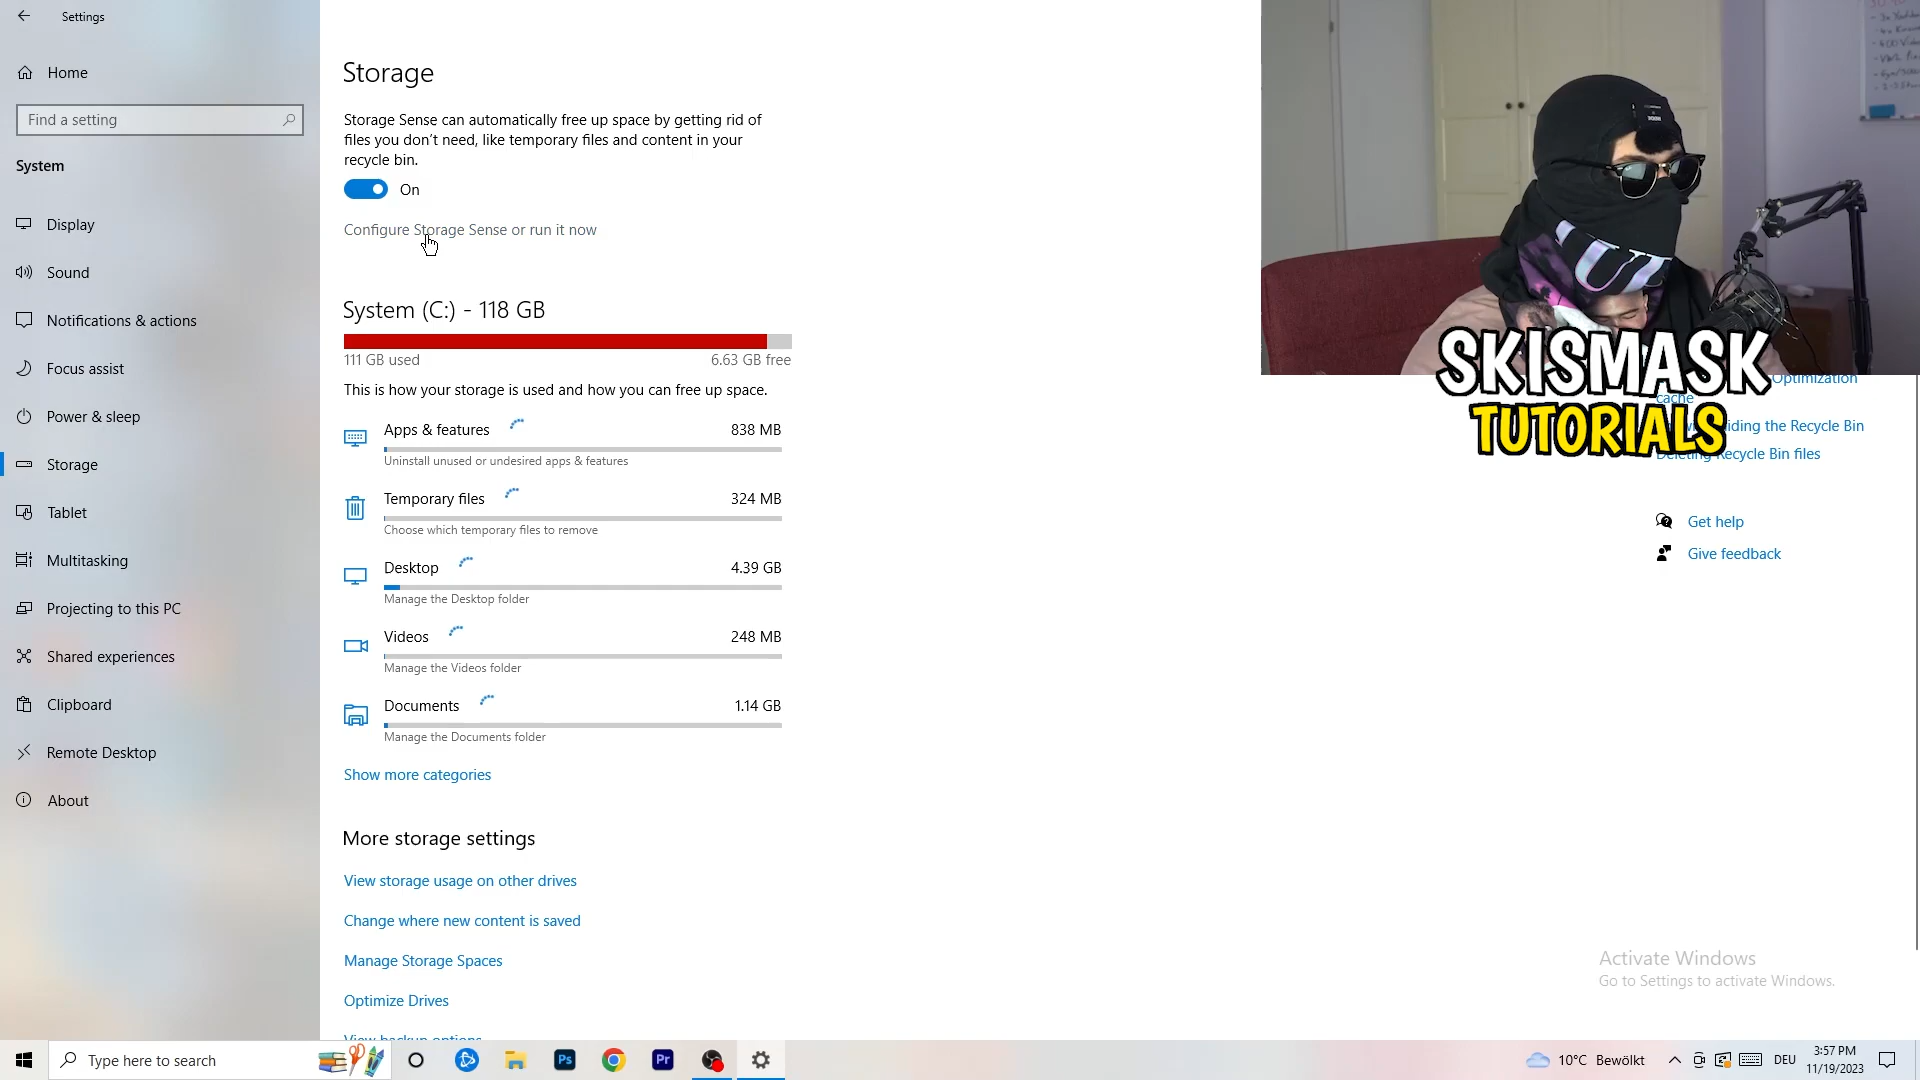 Settings
Home
Find a setting
System
Display
Sound
Notifications & actions
Focus assist
Power & sleep
Storage
Tablet
Multitasking
Projecting to this PC
Shared experiences
Clipboard
Remote Desktop
About
Storage
Storage Sense can automatically free up space by getting rid of
files you don't need, like temporary files and content in your
recycle bin.
On
Configure Storage Sense or run it now
System (C:) - 118 GB
111 GB used
6.63 GB free
This is how your storage is used and how you can free up space.
Apps & features
838 MB
Uninstall unused or undesired apps & features
Temporary files
324 MB
Choose which temporary files to remove
Desktop
4.39 GB
Manage the Desktop folder
Videos
248 MB
Manage the Videos folder
Documents
1.14 GB
Manage the Documents folder
Show more categories
More storage settings
View storage usage on other drives
Change where new content is saved
Manage Storage Spaces
Optimize Drives
View backup options
SKISMASK
TUTORIALS
Optimization
cache
the Recycle Bin
Deleting Recycle Bin files
Get help
Give feedback
Activate Windows
Go to Settings to activate Windows.
Type here to search
Ps
Pr
10°C Bewölkt
DEU
3:57 PM
11/19/2023